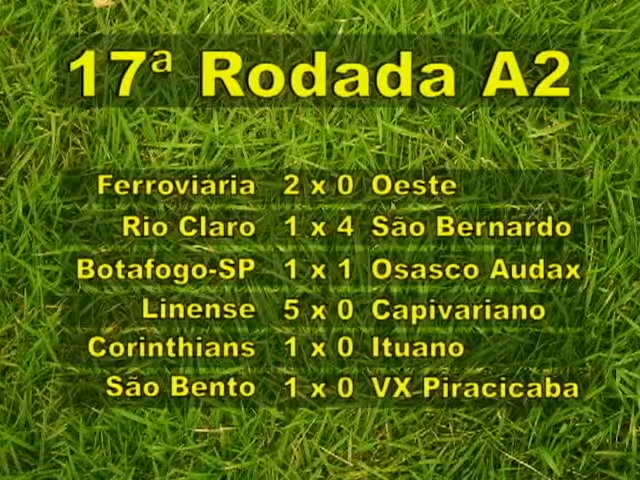 17ª Rodada A2
Ferroviária 2 x 0 Oeste
Rio Claro 1 x 4 São Bernardo
Botafogo-SP 1 x 1 Osasco Audax
Linense 5 x 0 Capivariano
Corinthians 1 x 0 Ituano
São Bento 1 x 0 VX Piracicaba